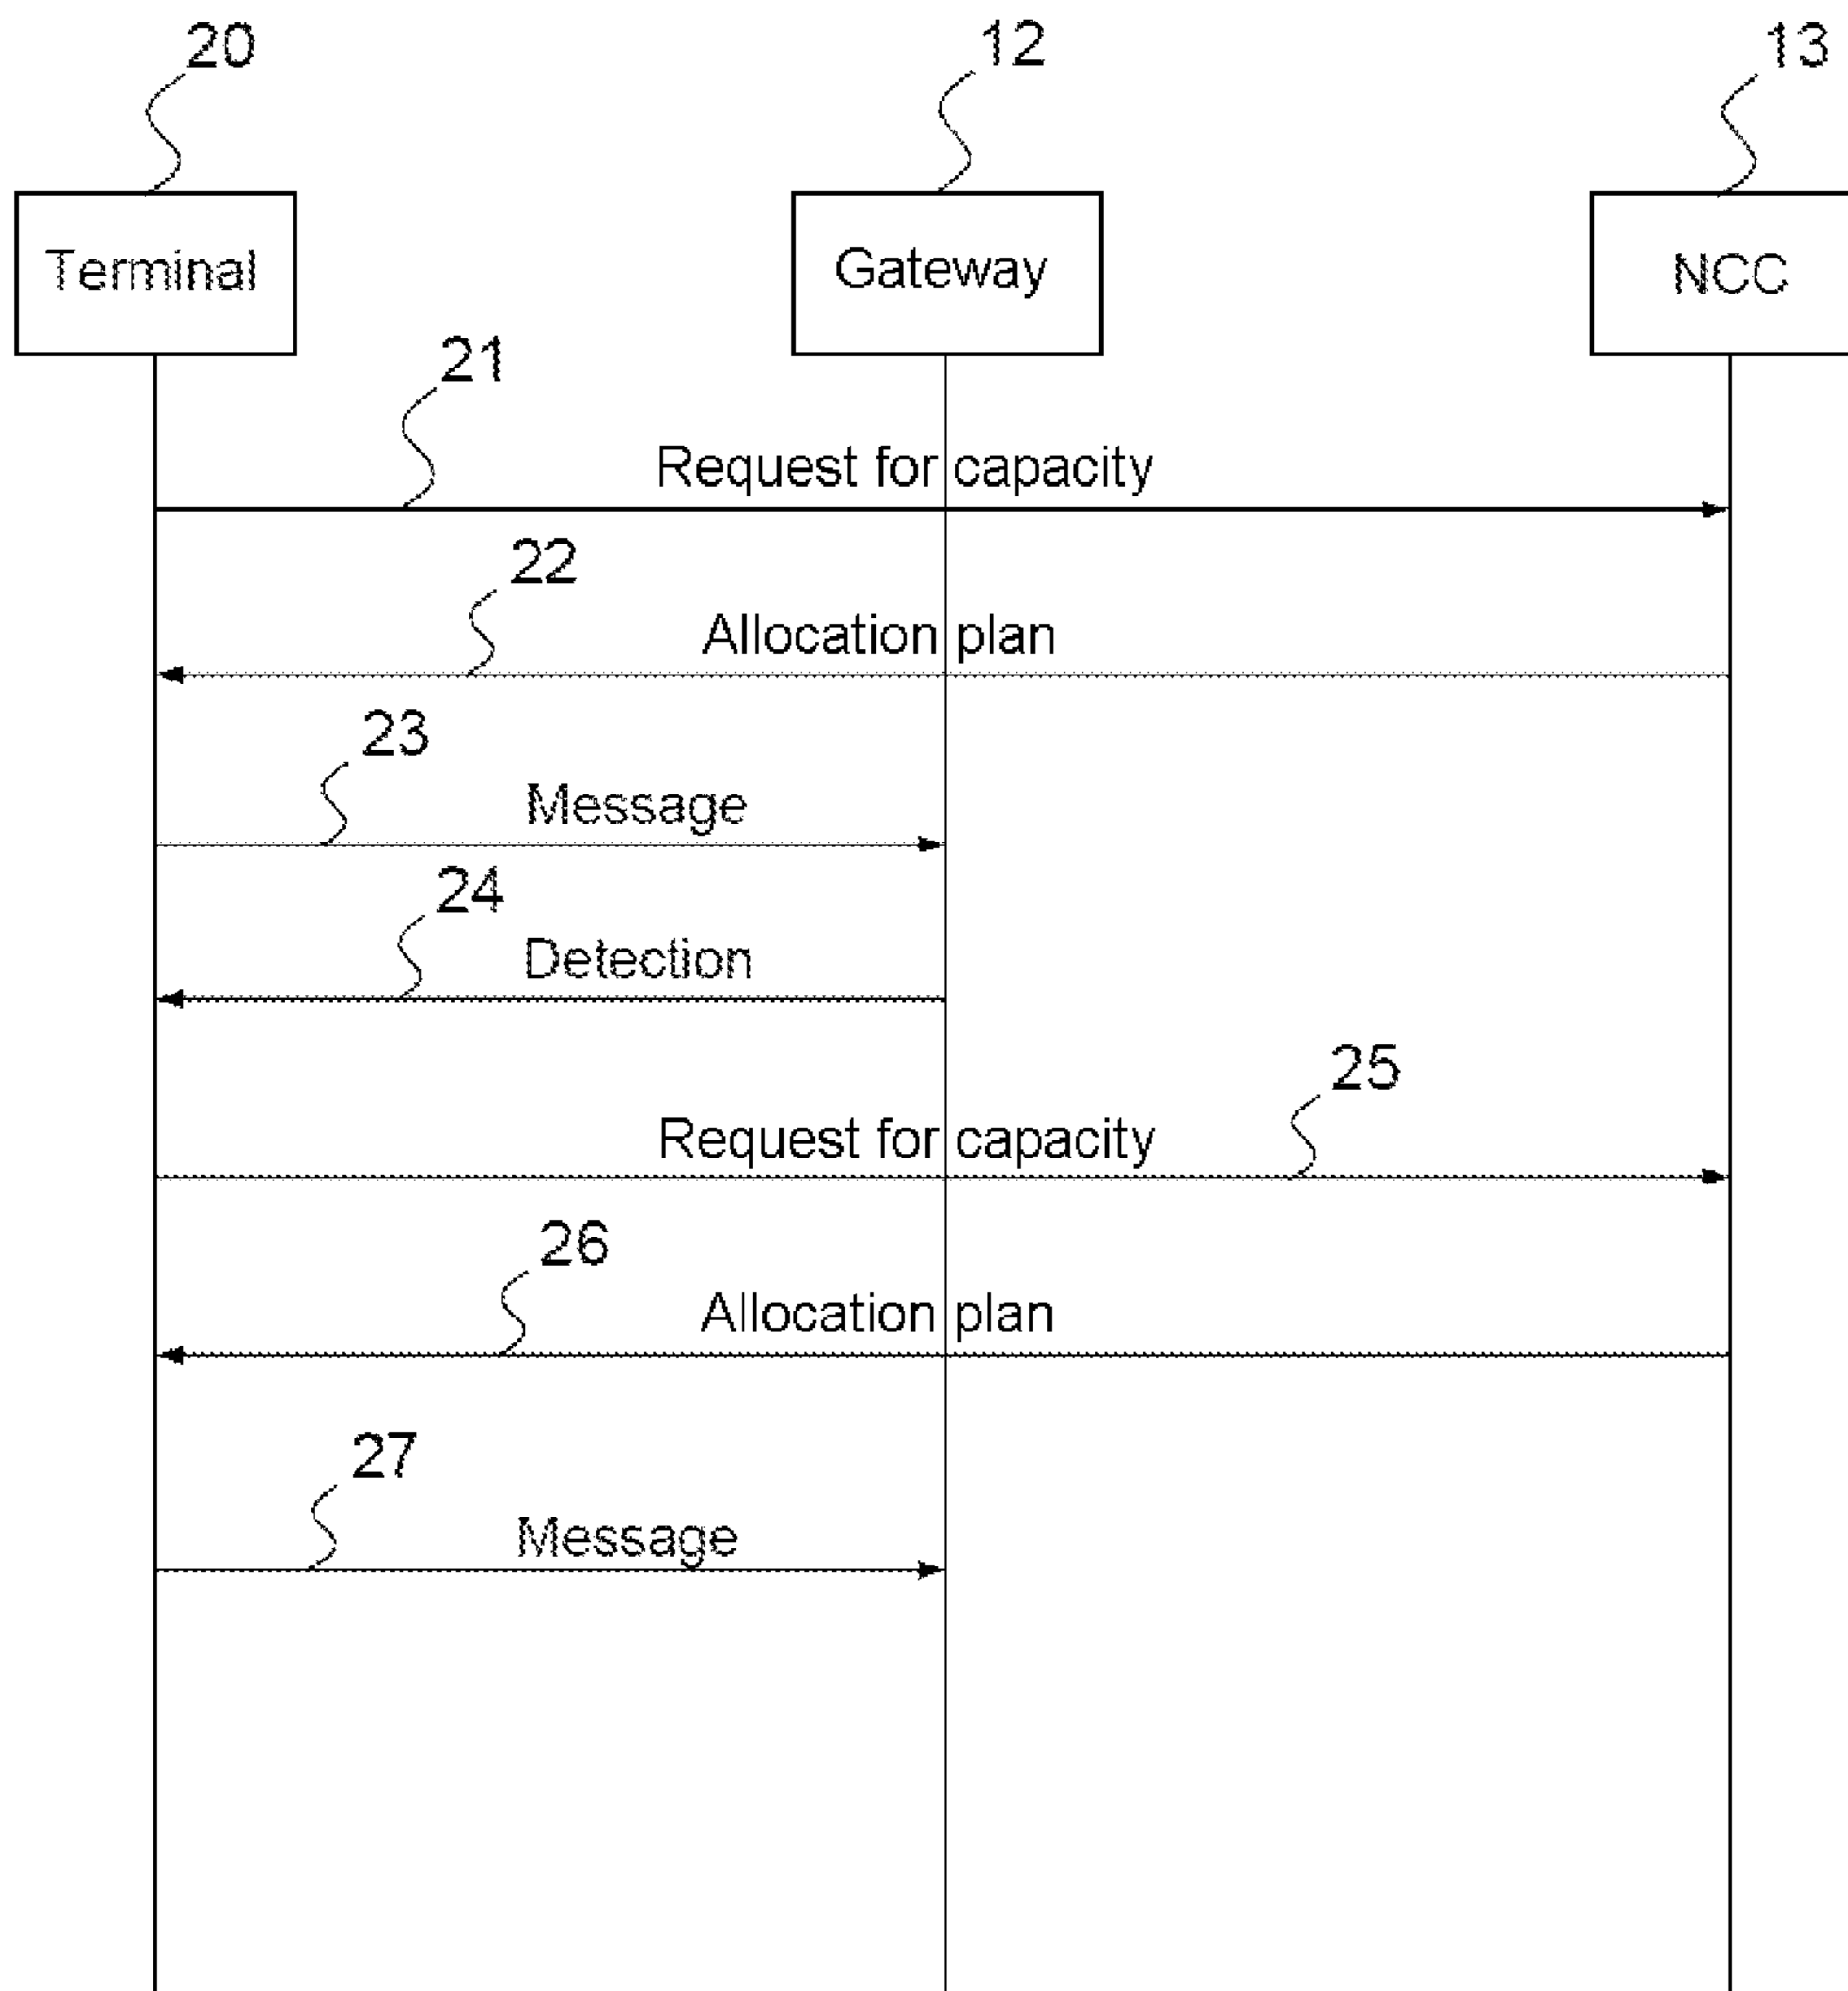 20
12
13
Terminal
Gateway
NCC
21
Request for capacity
22
Allocation plan
23
Message
24
Detection
25
Request for capacity
26
Allocation plan
27
Message